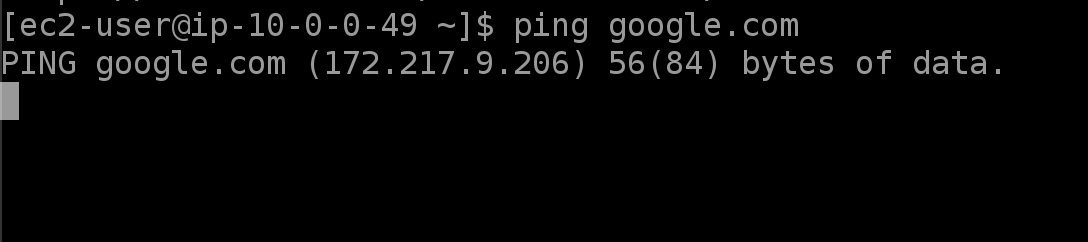 [ec2-user@ip-10-0-0-49 ~]$ ping google.com
PING google.com (172.217.9.206) 56(84) bytes of data.